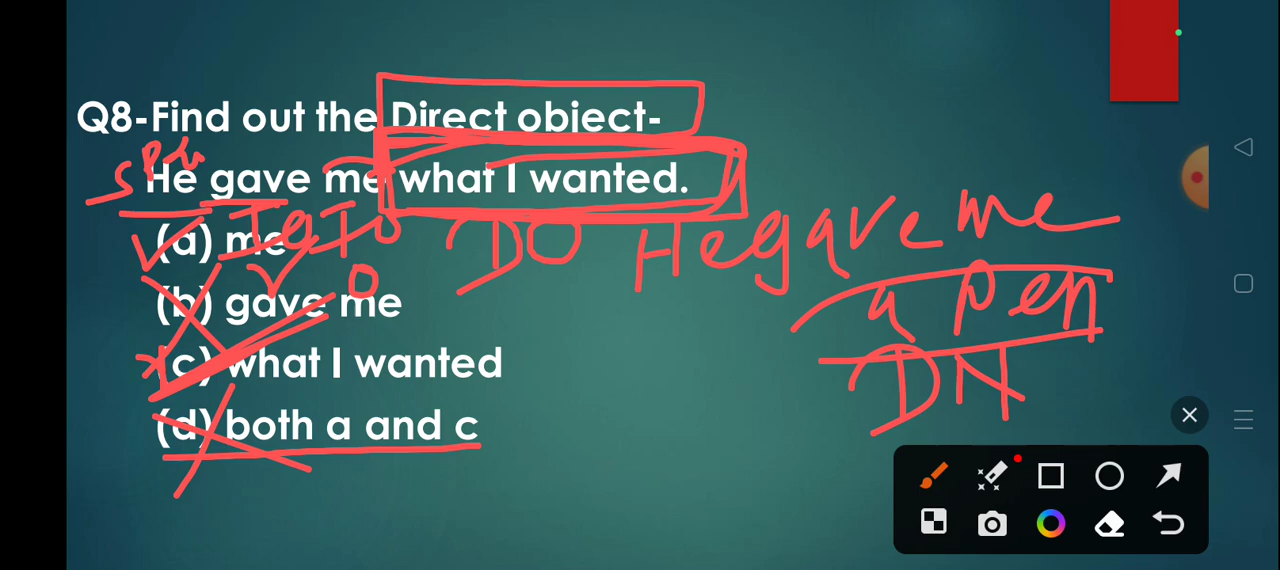 Q8-Find out the Direct object-
He gave me what I wanted.
(a) me
(b) gave me
(c) what I wanted
(d) both a and c
S
IO
DO
He gave me
a pen
DN